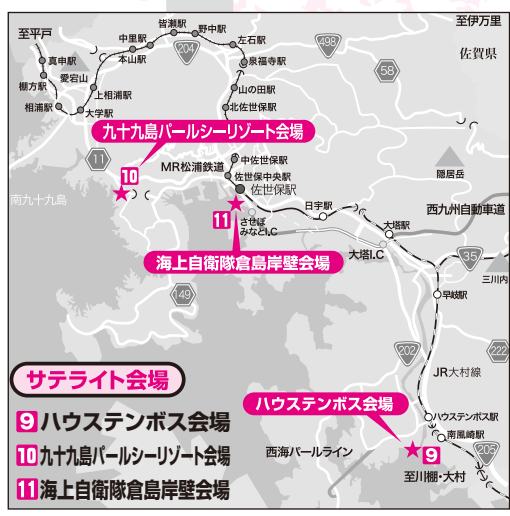 至平戸
皆瀬駅
中里駅
野中駅
至伊万里
本山駅
204
左石駅
498
佐賀県
真申駅
愛宕山
泉福寺駅
58
棚方駅
上相浦駅
山の田駅
相浦駅
大学駅
北佐世保駅
九十九島パールシーリゾート会場
11
MR松浦鉄道
中佐世保駅
隠居岳
10
佐世保中央駅
佐世保駅
南九十九島
日宇駅
西九州自動車道
11
させぼ
みなとI.C
大塔駅
大塔I.C
35
海上自衛隊倉島岸壁会場
三川内
149
早岐駅
202
222
サテライト会場
JR大村線
ハウステンボス会場
9 ハウステンボス会場
ハウステンボス駅
南風崎駅
10 九十九島パールシーリゾート会場
西海パールライン
9
205
至川棚・大村
11 海上自衛隊倉島岸壁会場